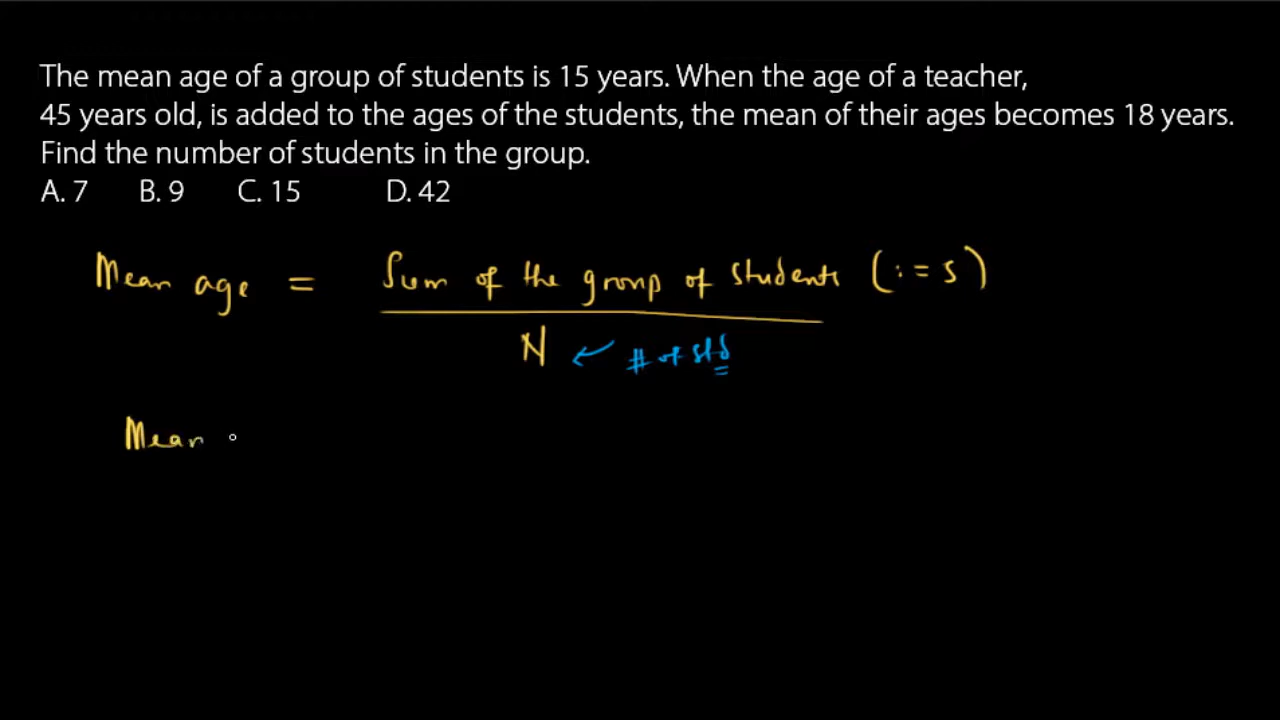 The mean age of a group of students is 15 years. When the age of a teacher,
45 years old, is added to the ages of the students, the mean of their ages becomes 18 years.
Find the number of students in the group.
A. 7 B. 9 C. 15 D. 42
Mean age = Sum of the group of students (:= S)
N ← # of std
Mean